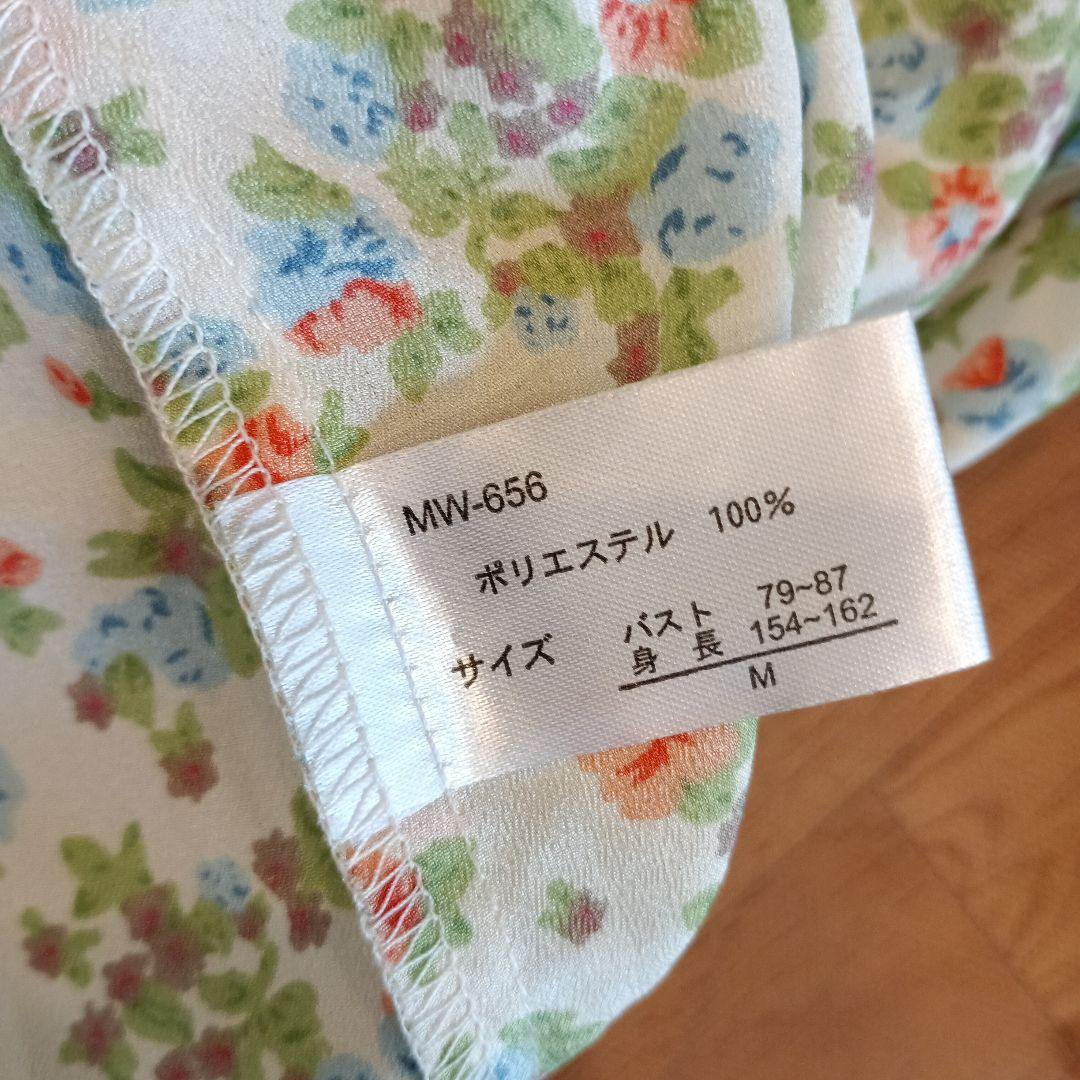 MW-656
ポリエステル 100%
サイズ バスト 79~87
身 長 154~162
M